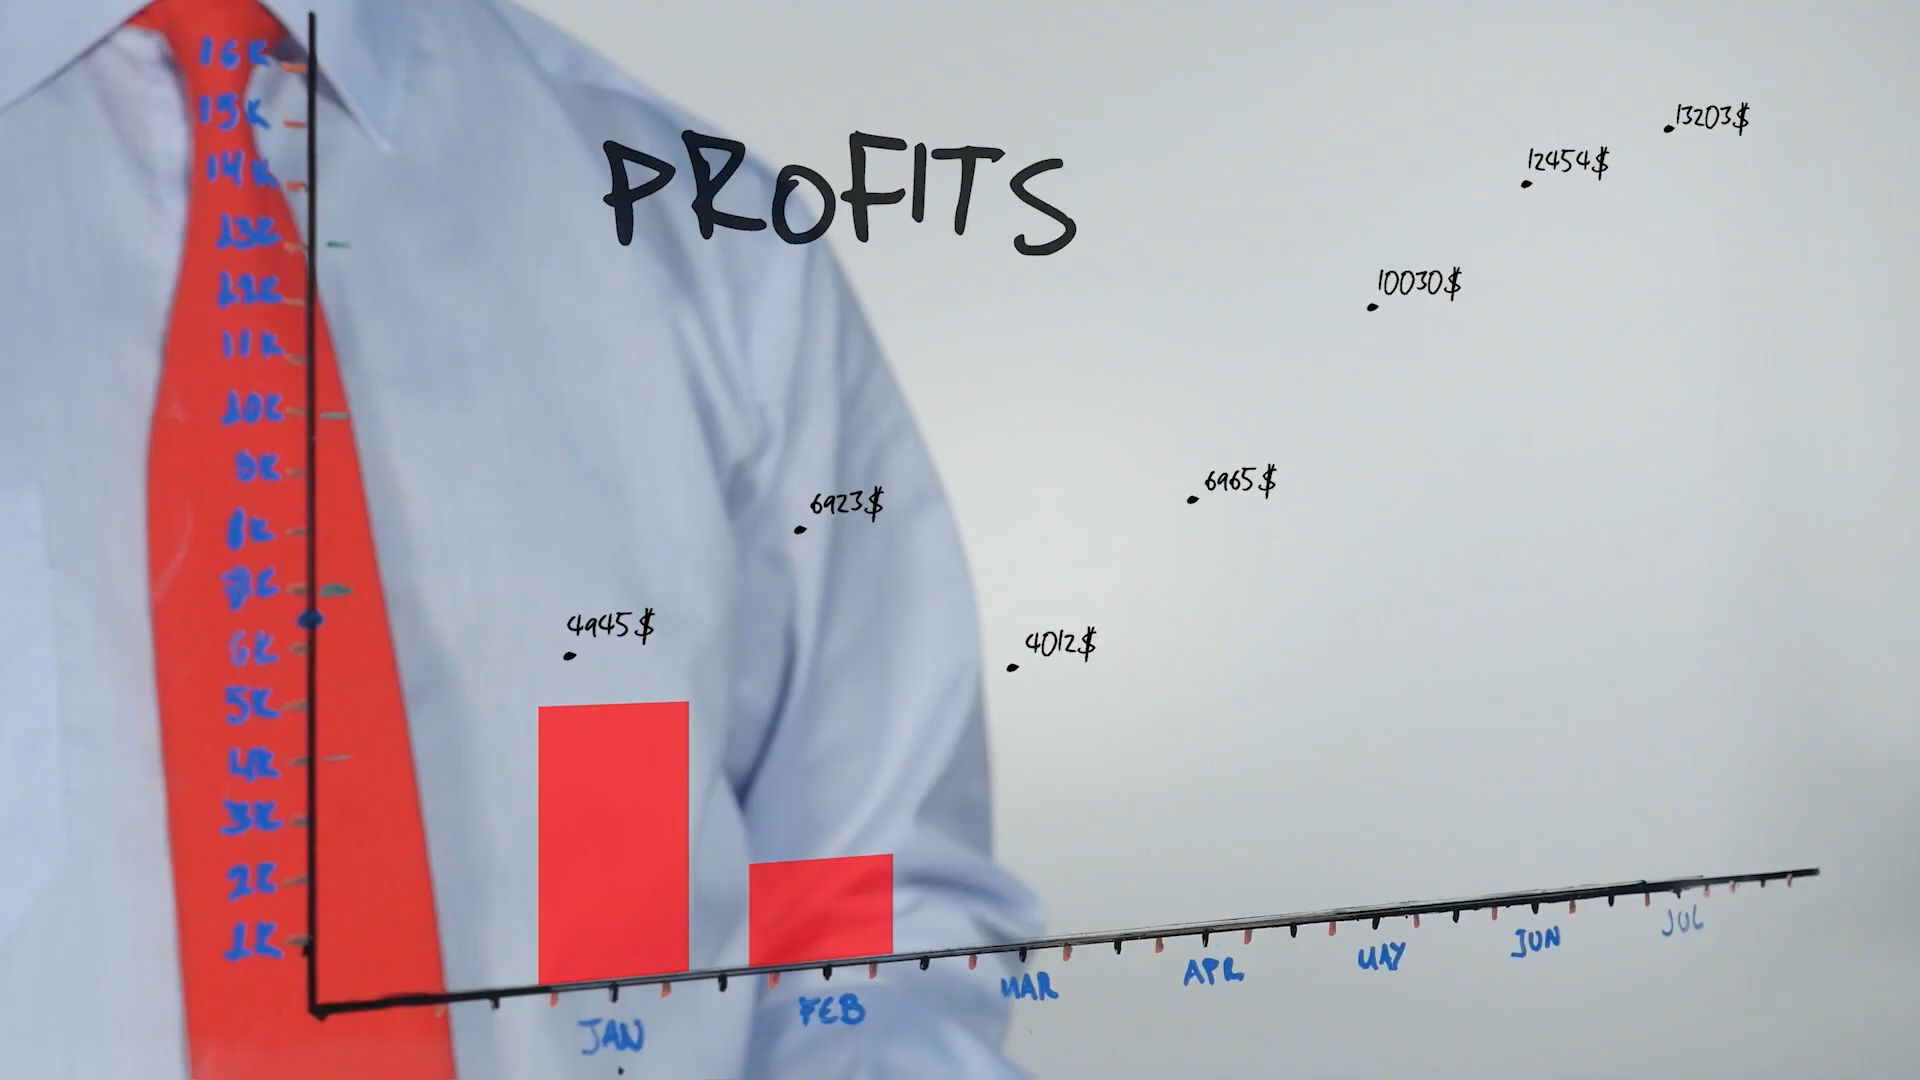 PROFITS
16K
15K
14K
13K
12K
11K
10K
9K
8K
7K
6K
5K
4K
3K
2K
1K
4945$
6923$
4012$
6965$
10030$
12454$
13203$
JAN
FEB
MAR
APR
MAY
JUN
JUL